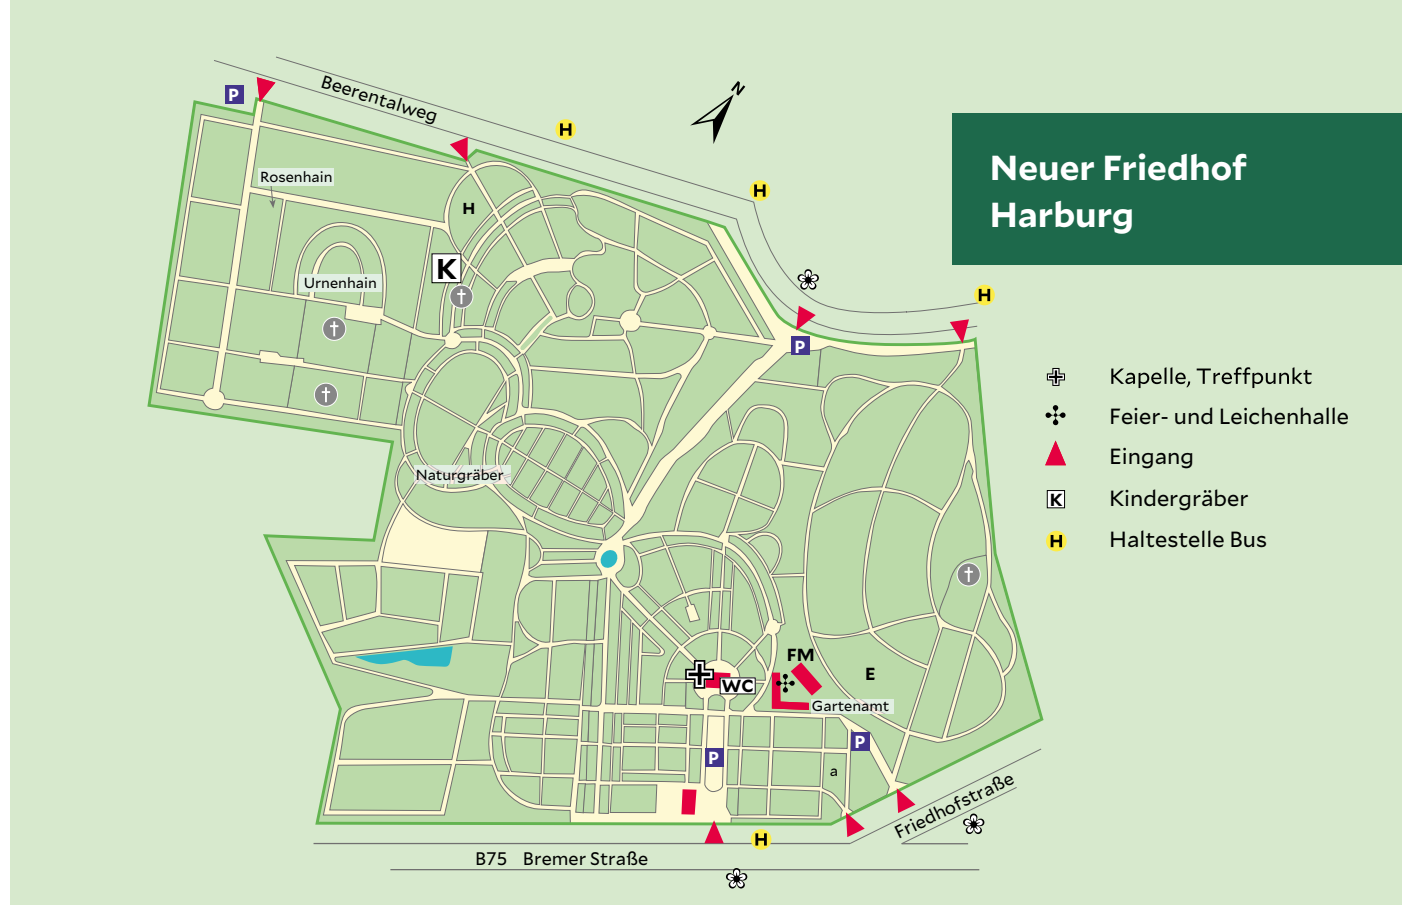 N
P
Beerentalweg
H
H
Neuer Friedhof
Harburg
Rosenhain
H
K
Urnenhain
H
P
Kapelle, Treffpunkt
Feier- und Leichenhalle
Eingang
K Kindergräber
H Haltestelle Bus
Naturgräber
FM
E
WC
Gartenamt
P
P
a
Friedhofstraße
H
B75 Bremer Straße